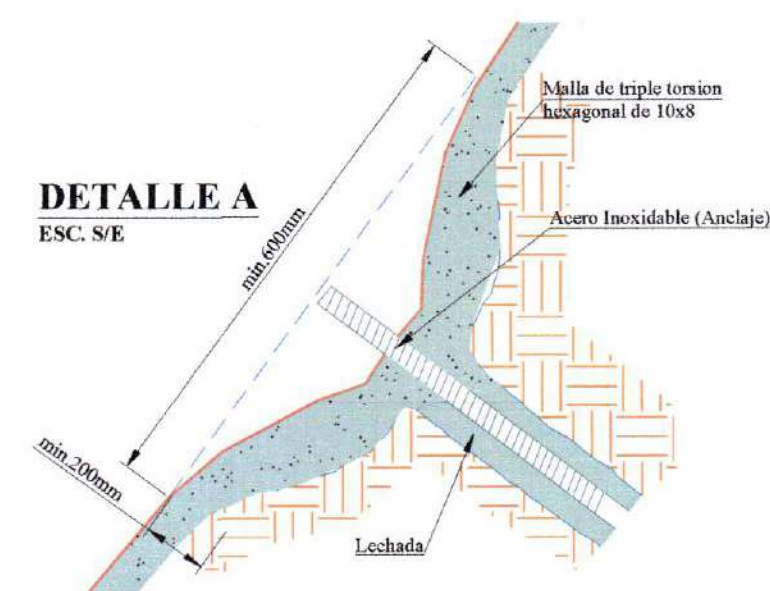 Malla de triple torsion
hexagonal de 10x8
DETALLE A
ESC. S/E
min.600mm
Acero Inoxidable (Anclaje)
min.200mm
Lechada